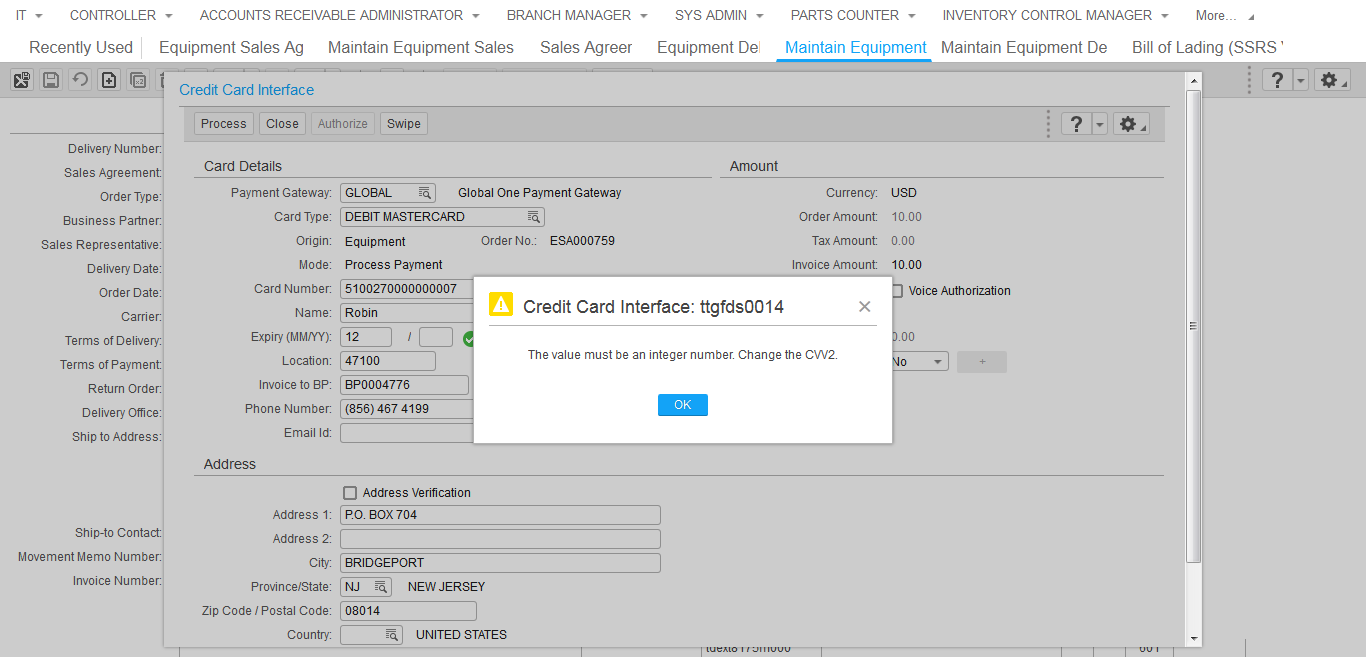 IT CONTROLLER ACCOUNTS RECEIVABLE ADMINISTRATOR BRANCH MANAGER SYS ADMIN PARTS COUNTER INVENTORY CONTROL MANAGER More...
Recently Used Equipment Sales Ag Maintain Equipment Sales Sales Agreer Equipment De Maintain Equipment Maintain Equipment De Bill of Lading (SSRS
Credit Card Interface
Process Close Authorize Swipe
Card Details Amount
Delivery Number:
Sales Agreement:
Order Type:
Business Partner:
Sales Representative:
Delivery Date:
Order Date:
Carrier:
Terms of Delivery:
Terms of Payment:
Return Order:
Delivery Office:
Ship to Address:
Ship-to Contact:
Movement Memo Number:
Invoice Number:
Payment Gateway: GLOBAL Global One Payment Gateway
Card Type: DEBIT MASTERCARD
Origin: Equipment Order No.: ESA000759
Mode: Process Payment
Card Number: 5100270000000007
Name: Robin
Expiry (MM/YY): 12 /
Location: 47100
Invoice to BP: BP0004776
Phone Number: (856) 467 4199
Email Id:
Currency: USD
Order Amount: 10.00
Tax Amount: 0.00
Invoice Amount: 10.00
Voice Authorization
0.00
No +
Credit Card Interface: ttgfds0014
The value must be an integer number. Change the CVV2.
OK
Address
Address Verification
Address 1: P.O. BOX 704
Address 2:
City: BRIDGEPORT
Province/State: NJ NEW JERSEY
Zip Code / Postal Code: 08014
Country: UNITED STATES